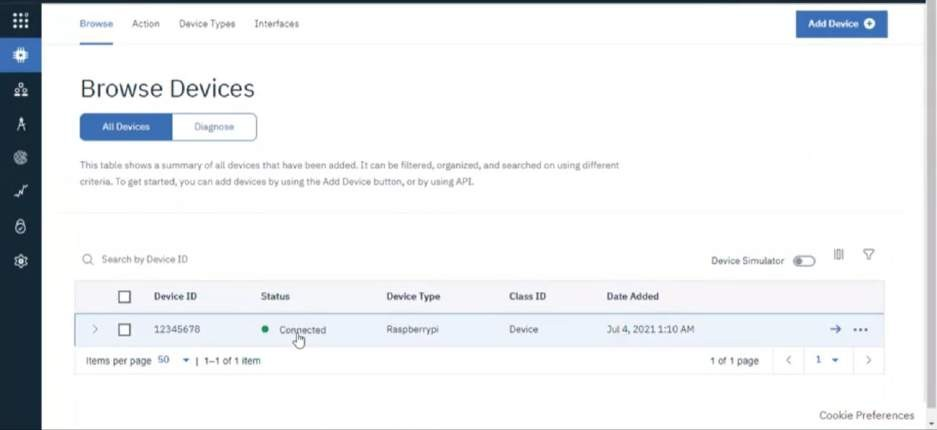 Browse Action Device Types Interfaces Add Device
Browse Devices
All Devices Diagnose
This table shows a summary of all devices that have been added. It can be filtered, organized, and searched on using different
criteria. To get started, you can add devices by using the Add Device button, or by using API.
Search by Device ID Device Simulator
Device ID Status Device Type Class ID Date Added
12345678 Connected Raspberrypi Device Jul 4, 2021 1:10 AM
Items per page 50 | 1–1 of 1 item 1 of 1 page 1
Cookie Preferences